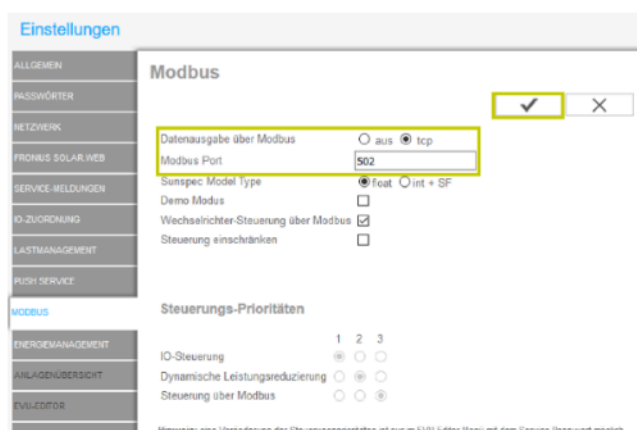 Einstellungen
ALLGEMEIN
PASSWÖRTER
NETZWERK
FRONIUS SOLAR.WEB
SERVICE-MELDUNGEN
IO-ZUORDNUNG
LASTMANAGEMENT
PUSH SERVICE
MODBUS
ENERGIEMANAGEMENT
ANLAGENÜBERSICHT
EVU-EDITOR
Modbus
Datenausgabe über Modbus aus tcp
Modbus Port 502
Sunspec Model Type float int + SF
Demo Modus
Wechselrichter-Steuerung über Modbus
Steuerung einschränken
Steuerungs-Prioritäten
1 2 3
IO-Steuerung
Dynamische Leistungsreduzierung
Steuerung über Modbus